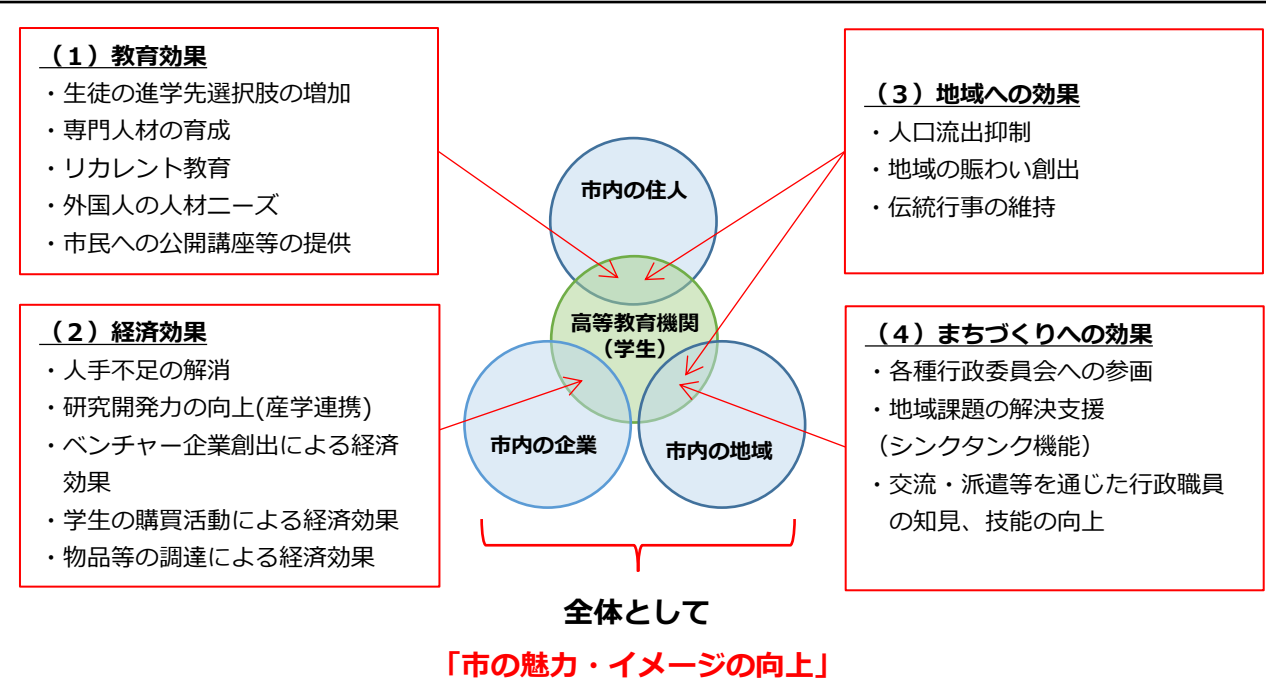 （１）教育効果
・生徒の進学先選択肢の増加
・専門人材の育成
・リカレント教育
・外国人の人材ニーズ
・市民への公開講座等の提供
（２）経済効果
・人手不足の解消
・研究開発力の向上(産学連携)
・ベンチャー企業創出による経済
効果
・学生の購買活動による経済効果
・物品等の調達による経済効果
市内の住人
高等教育機関
（学生）
市内の企業
市内の地域
（３）地域への効果
・人口流出抑制
・地域の賑わい創出
・伝統行事の維持
（４）まちづくりへの効果
・各種行政委員会への参画
・地域課題の解決支援
（シンクタンク機能）
・交流・派遣等を通じた行政職員
の知見、技能の向上
全体として
「市の魅力・イメージの向上」